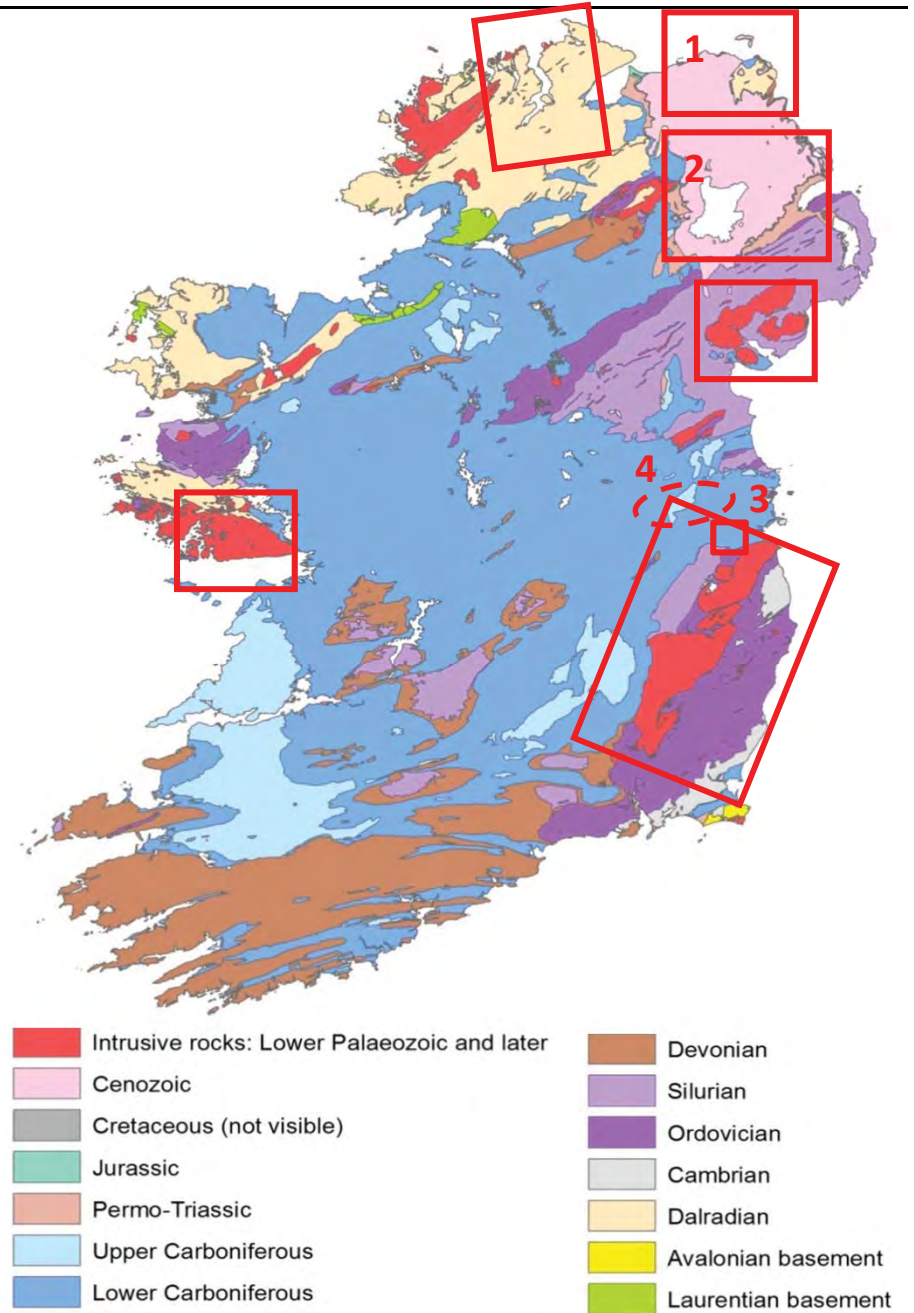 1
2
4
3
Intrusive rocks: Lower Palaeozoic and later
Cenozoic
Cretaceous (not visible)
Jurassic
Permo-Triassic
Upper Carboniferous
Lower Carboniferous
Devonian
Silurian
Ordovician
Cambrian
Dalradian
Avalonian basement
Laurentian basement